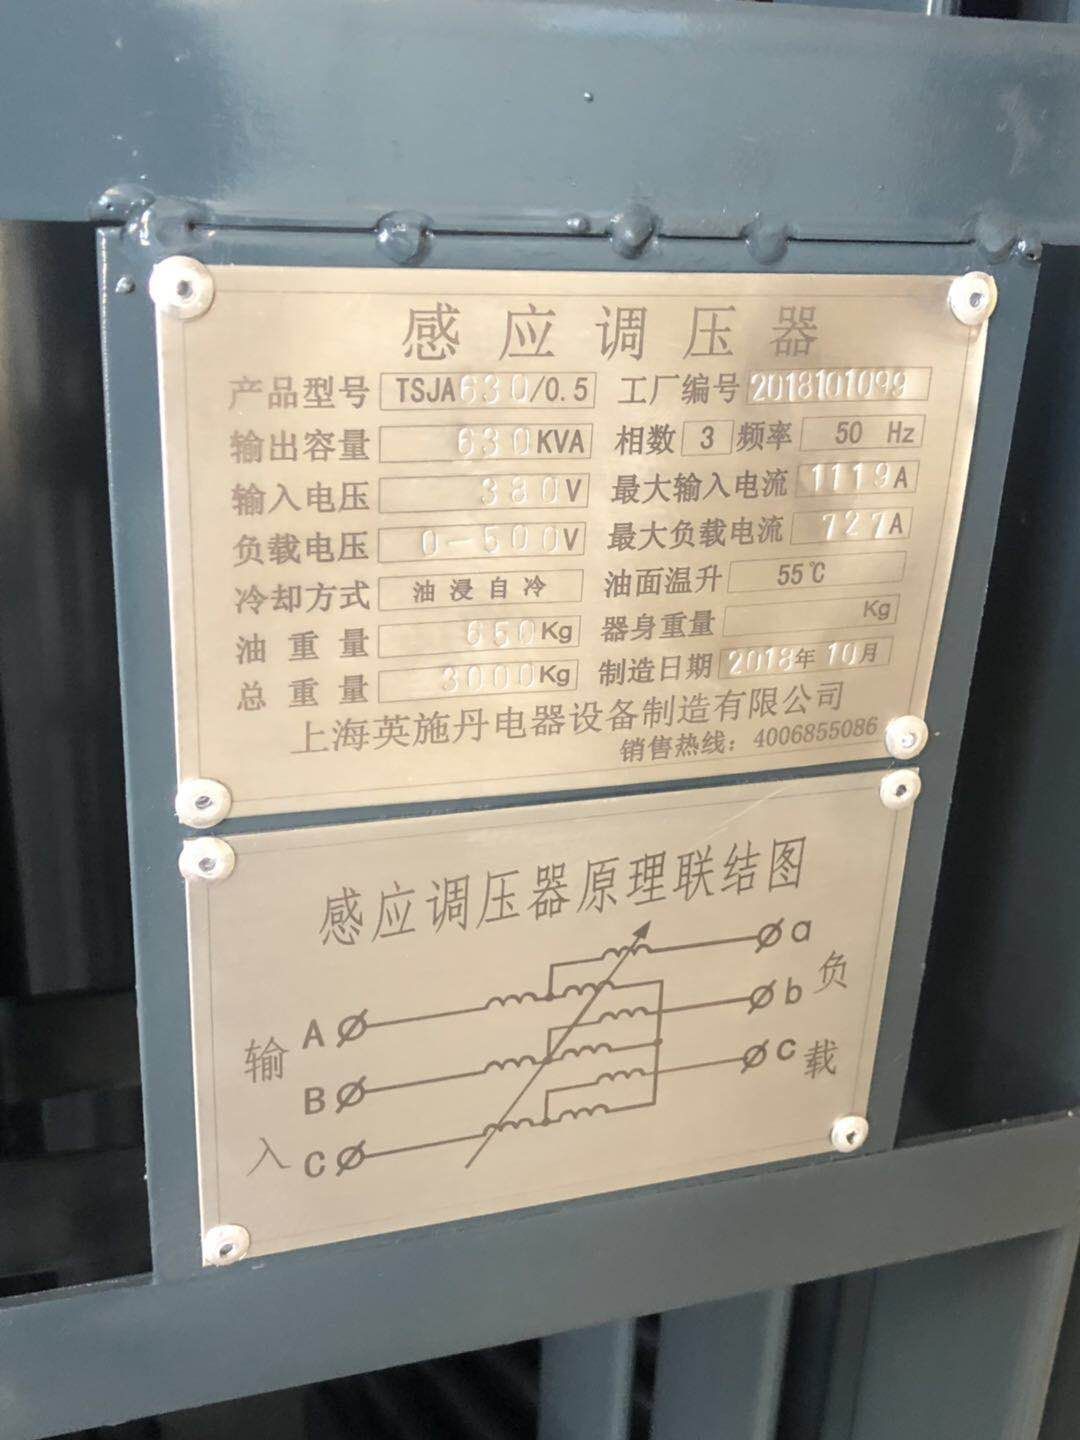 感应调压器
产品型号 TSJA630/0.5 工厂编号 2018101099
输出容量 630KVA 相数 3 频率 50 Hz
输入电压 380V 最大输入电流 1119A
负载电压 0-500V 最大负载电流 727A
冷却方式 油浸自冷 油面温升 55℃
油重量 650Kg 器身重量 Kg
总重量 3000Kg 制造日期 2018年10月
上海英施丹电器设备制造有限公司
销售热线：4006855086
感应调压器原理联结图
a
A
b
B
c
C
输入
负载